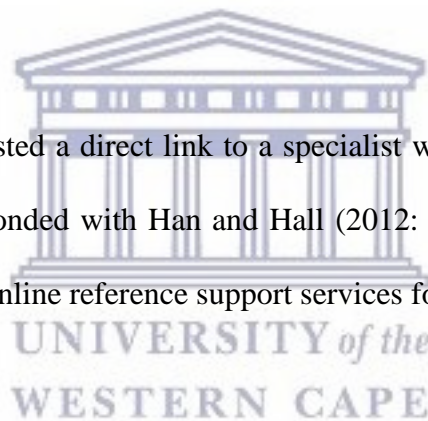 sted a direct link to a specialist w
onded with Han and Hall (2012:
nline reference support services fo
UNIVERSITY of the
WESTERN CAPE